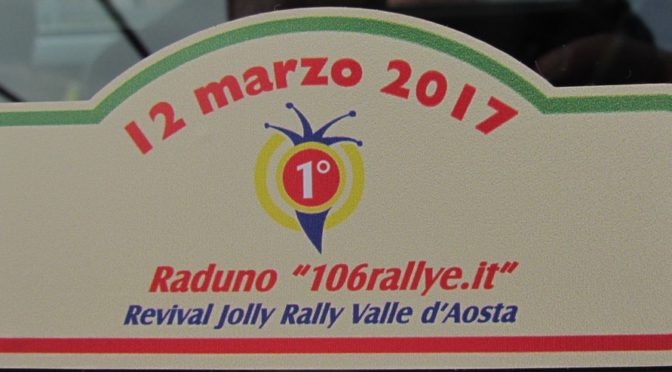 12 marzo 2017
1°
Raduno "106rallye.it"
Revival Jolly Rally Valle d'Aosta